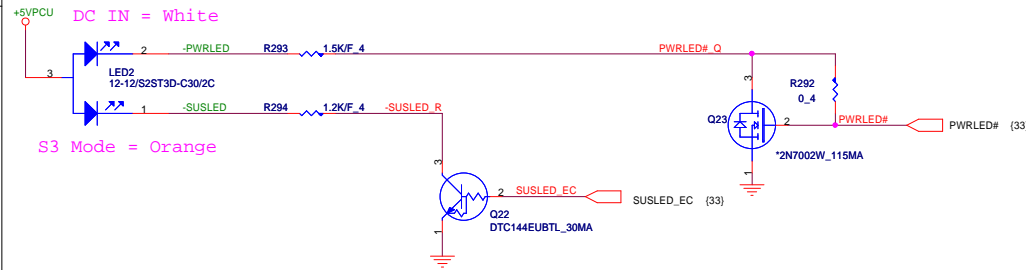 +5VPCU
DC IN = White
2
-PWRLED
R293
1.5K/F_4
PWRLED#_Q
3
LED2
12-12/S2ST3D-C30/2C
3
R292
0_4
1
-SUSLED
R294
1.2K/F_4
-SUSLED_R
Q23
2
PWRLED#
PWRLED# {33
S3 Mode = Orange
*2N7002W_115MA
3
1
2
SUSLED_EC
SUSLED_EC {33}
Q22
DTC144EUBTL_30MA
1